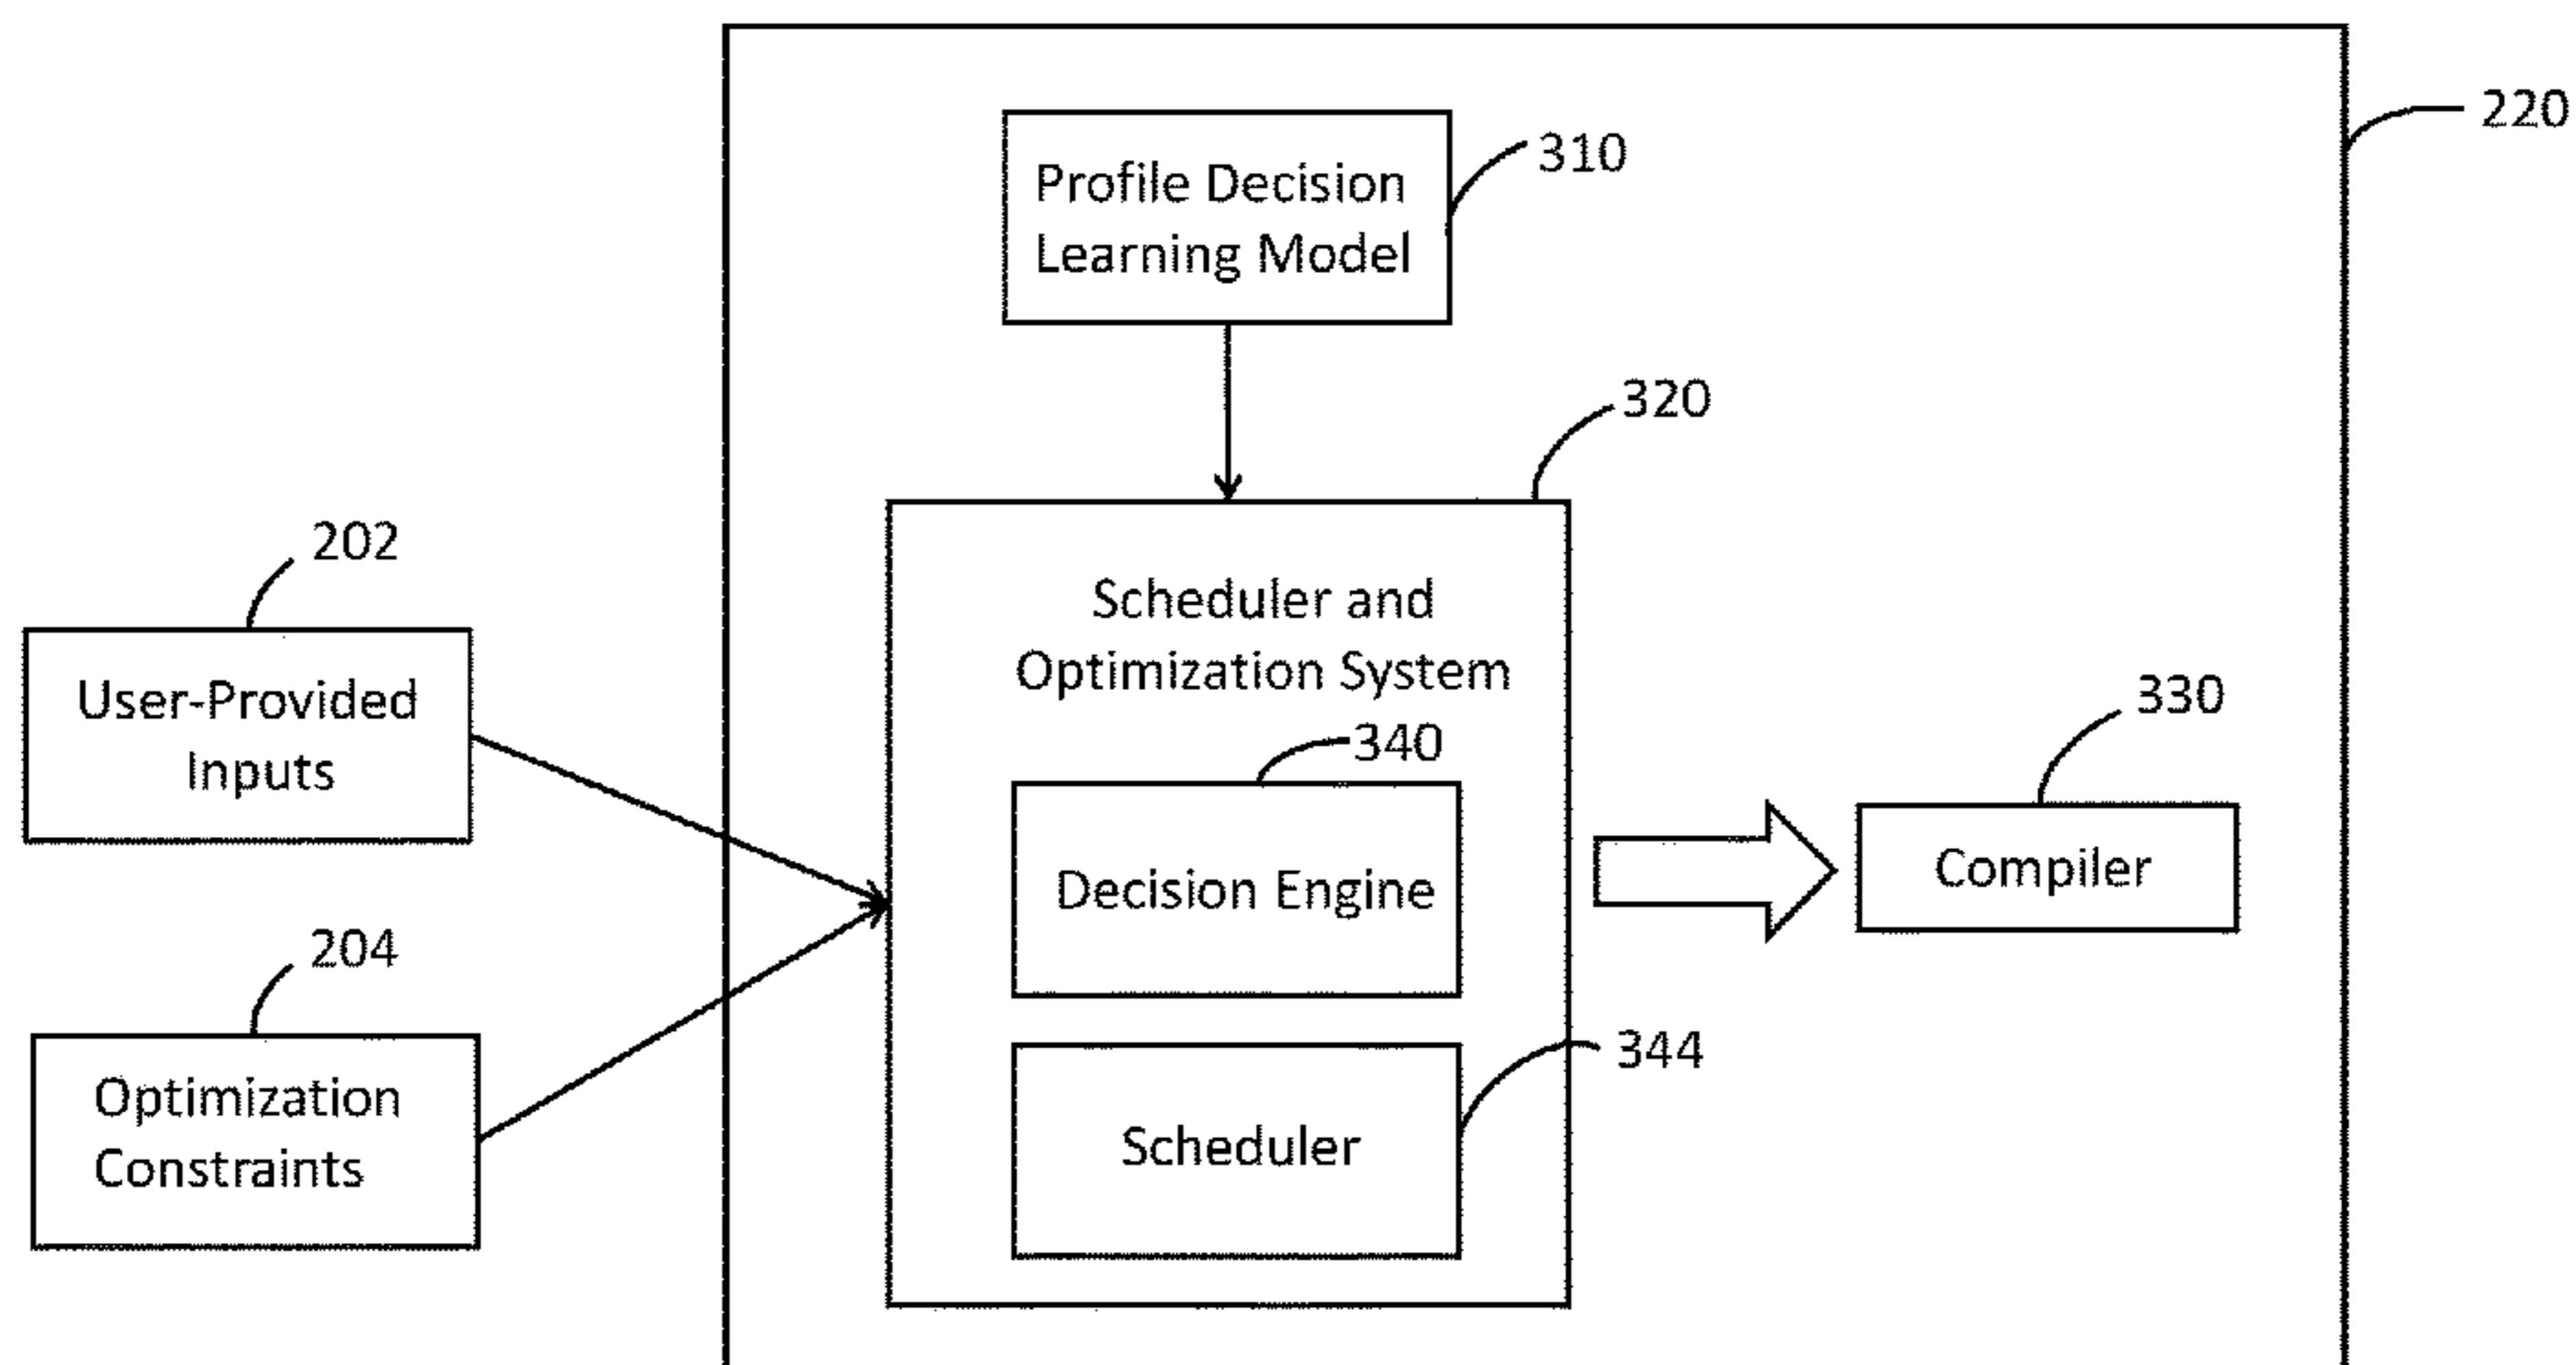 220
310
Profile Decision
Learning Model
320
202
Scheduler and
Optimization System
User-Provided
Inputs
340
330
Decision Engine
Compiler
204
Optimization
Constraints
344
Scheduler